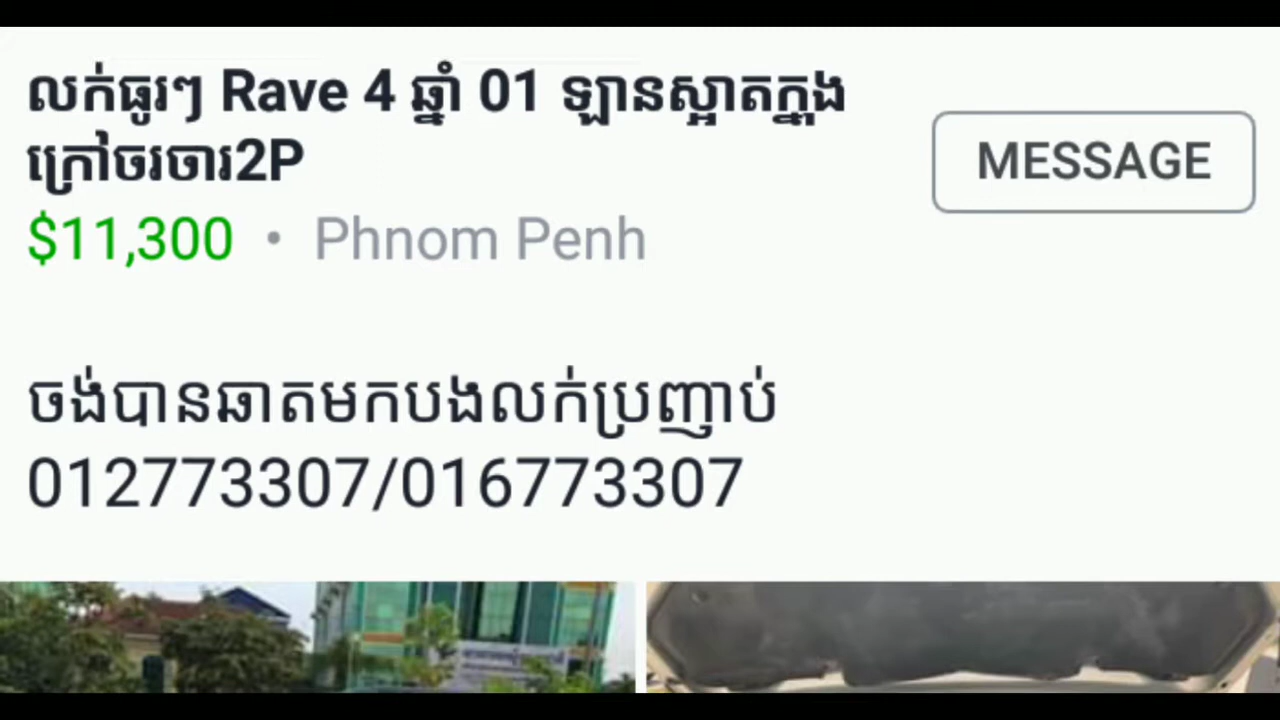 លក់ធូរៗ Rave 4 ឆ្នាំ 01 ឡានស្អាតក្នុង
ក្រៅចរចារ2P
MESSAGE
$11,300 • Phnom Penh
ចង់បានឆាតមកបងលក់ប្រញាប់
012773307/016773307